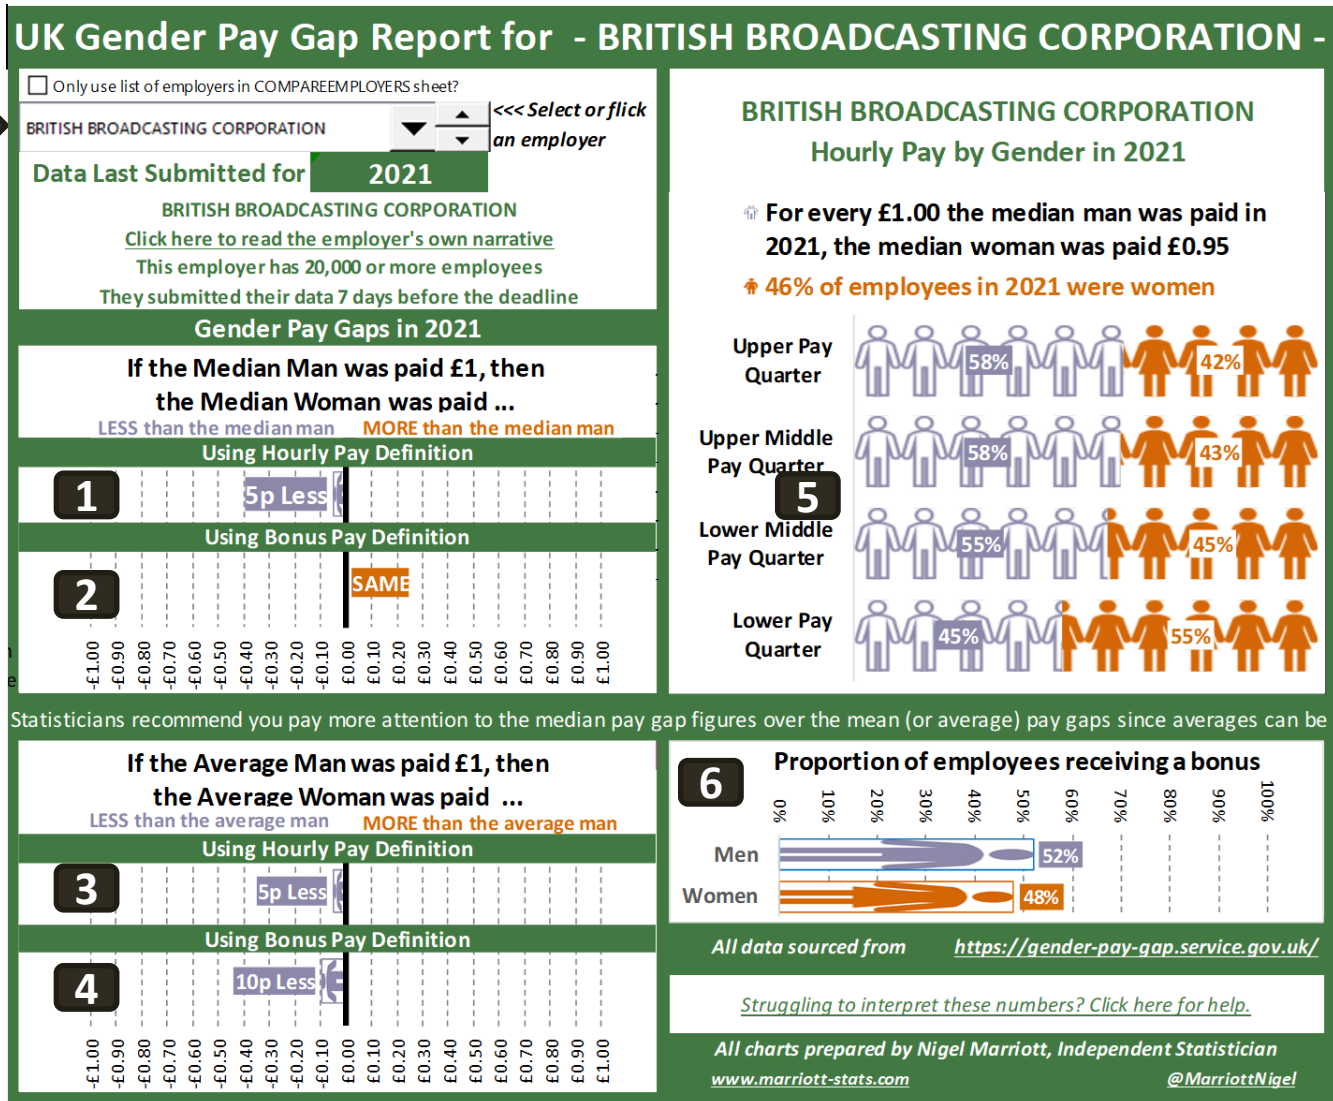 UK Gender Pay Gap Report for - BRITISH BROADCASTING CORPORATION -
Only use list of employers in COMPAREEMPLOYERS sheet?
BRITISH BROADCASTING CORPORATION
<<< Select or flick
an employer
Data Last Submitted for 2021
BRITISH BROADCASTING CORPORATION
Click here to read the employer's own narrative
This employer has 20,000 or more employees
They submitted their data 7 days before the deadline
Gender Pay Gaps in 2021
If the Median Man was paid £1, then
the Median Woman was paid ...
LESS than the median man MORE than the median man
Using Hourly Pay Definition
1
5p Less
Using Bonus Pay Definition
2
SAME
-£1.00 -£0.90 -£0.80 -£0.70 -£0.60 -£0.50 -£0.40 -£0.30 -£0.20 -£0.10 £0.00 £0.10 £0.20 £0.30 £0.40 £0.50 £0.60 £0.70 £0.80 £0.90 £1.00
BRITISH BROADCASTING CORPORATION
Hourly Pay by Gender in 2021
For every £1.00 the median man was paid in
2021, the median woman was paid £0.95
46% of employees in 2021 were women
Upper Pay
Quarter
58% 42%
Upper Middle
Pay Quarter
58% 43%
5
Lower Middle
Pay Quarter
55% 45%
Lower Pay
Quarter
45% 55%
Statisticians recommend you pay more attention to the median pay gap figures over the mean (or average) pay gaps since averages can be
If the Average Man was paid £1, then
the Average Woman was paid ...
LESS than the average man MORE than the average man
Using Hourly Pay Definition
3
5p Less
Using Bonus Pay Definition
4
10p Less
-£1.00 -£0.90 -£0.80 -£0.70 -£0.60 -£0.50 -£0.40 -£0.30 -£0.20 -£0.10 £0.00 £0.10 £0.20 £0.30 £0.40 £0.50 £0.60 £0.70 £0.80 £0.90 £1.00
6
Proportion of employees receiving a bonus
0% 10% 20% 30% 40% 50% 60% 70% 80% 90% 100%
Men 52%
Women 48%
All data sourced from https://gender-pay-gap.service.gov.uk/
Struggling to interpret these numbers? Click here for help.
All charts prepared by Nigel Marriott, Independent Statistician
www.marriott-stats.com @MarriottNigel